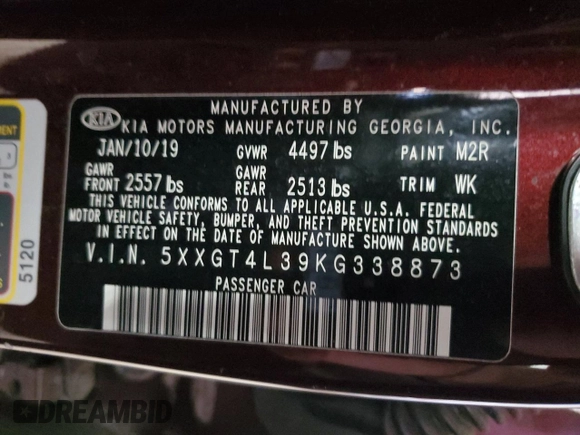 MANUFACTURED BY
KIA KIA MOTORS MANUFACTURING GEORGIA, INC.
JAN/10/19 GVWR 4497 lbs PAINT M2R
GAWR FRONT 2557 lbs GAWR REAR 2513 lbs TRIM WK
THIS VEHICLE CONFORMS TO ALL APPLICABLE U.S.A. FEDERAL
MOTOR VEHICLE SAFETY, BUMPER, AND THEFT PREVENTION STANDARDS
IN EFFECT ON THE DATE OF MANUFACTURE SHOWN ABOVE.
V.I.N. 5XXGT4L39KG338873
PASSENGER CAR
5120
DREAMBID